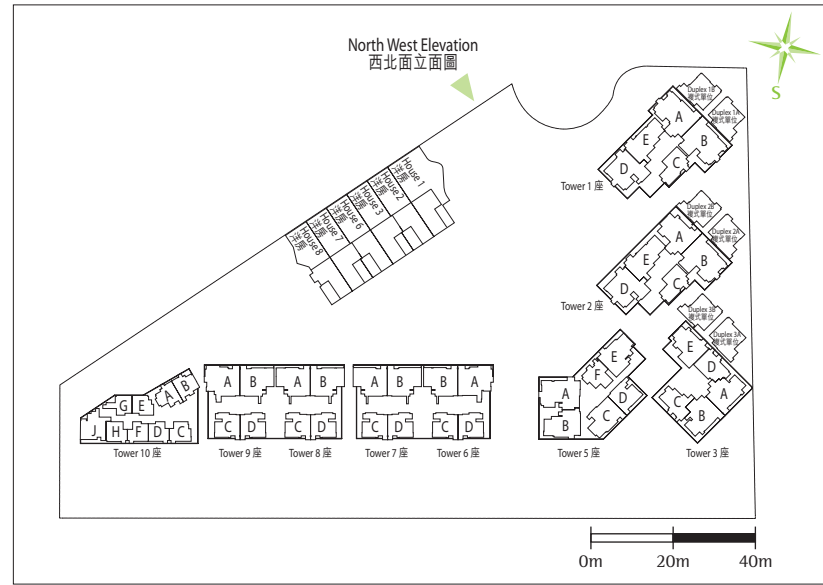 North West Elevation
西北面立面圖
S
House 1
洋房
House 2
洋房
House 3
洋房
House 6
洋房
House 7
洋房
House 8
洋房
Duplex 1B
複式單位
Duplex 1A
複式單位
A
B
E
C
D
Tower 1 座
Duplex 2B
複式單位
Duplex 2A
複式單位
A
B
E
C
D
Tower 2 座
Duplex 3B
複式單位
Duplex 3A
複式單位
E
D
A
C
B
Tower 3 座
E
F
A
D
C
B
Tower 5 座
A B A B
C D C D
Tower 9 座 Tower 8 座
A B B A
C D C D
Tower 7 座 Tower 6 座
A B
G E
J H F D C
Tower 10 座
0m 20m 40m